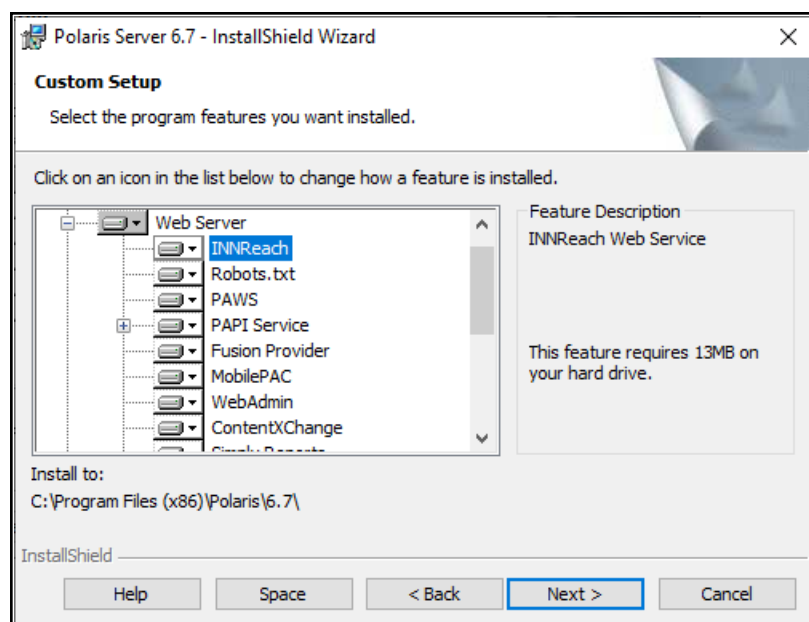 Polaris Server 6.7 - InstallShield Wizard
Custom Setup
Select the program features you want installed.
Click on an icon in the list below to change how a feature is installed.
Web Server
INNReach
Robots.txt
PAWS
PAPI Service
Fusion Provider
MobilePAC
WebAdmin
ContentXChange
Simply Reports
Feature Description
INNReach Web Service
This feature requires 13MB on
your hard drive.
Install to:
C:\Program Files (x86)\Polaris\6.7\
InstallShield
Help
Space
< Back
Next >
Cancel